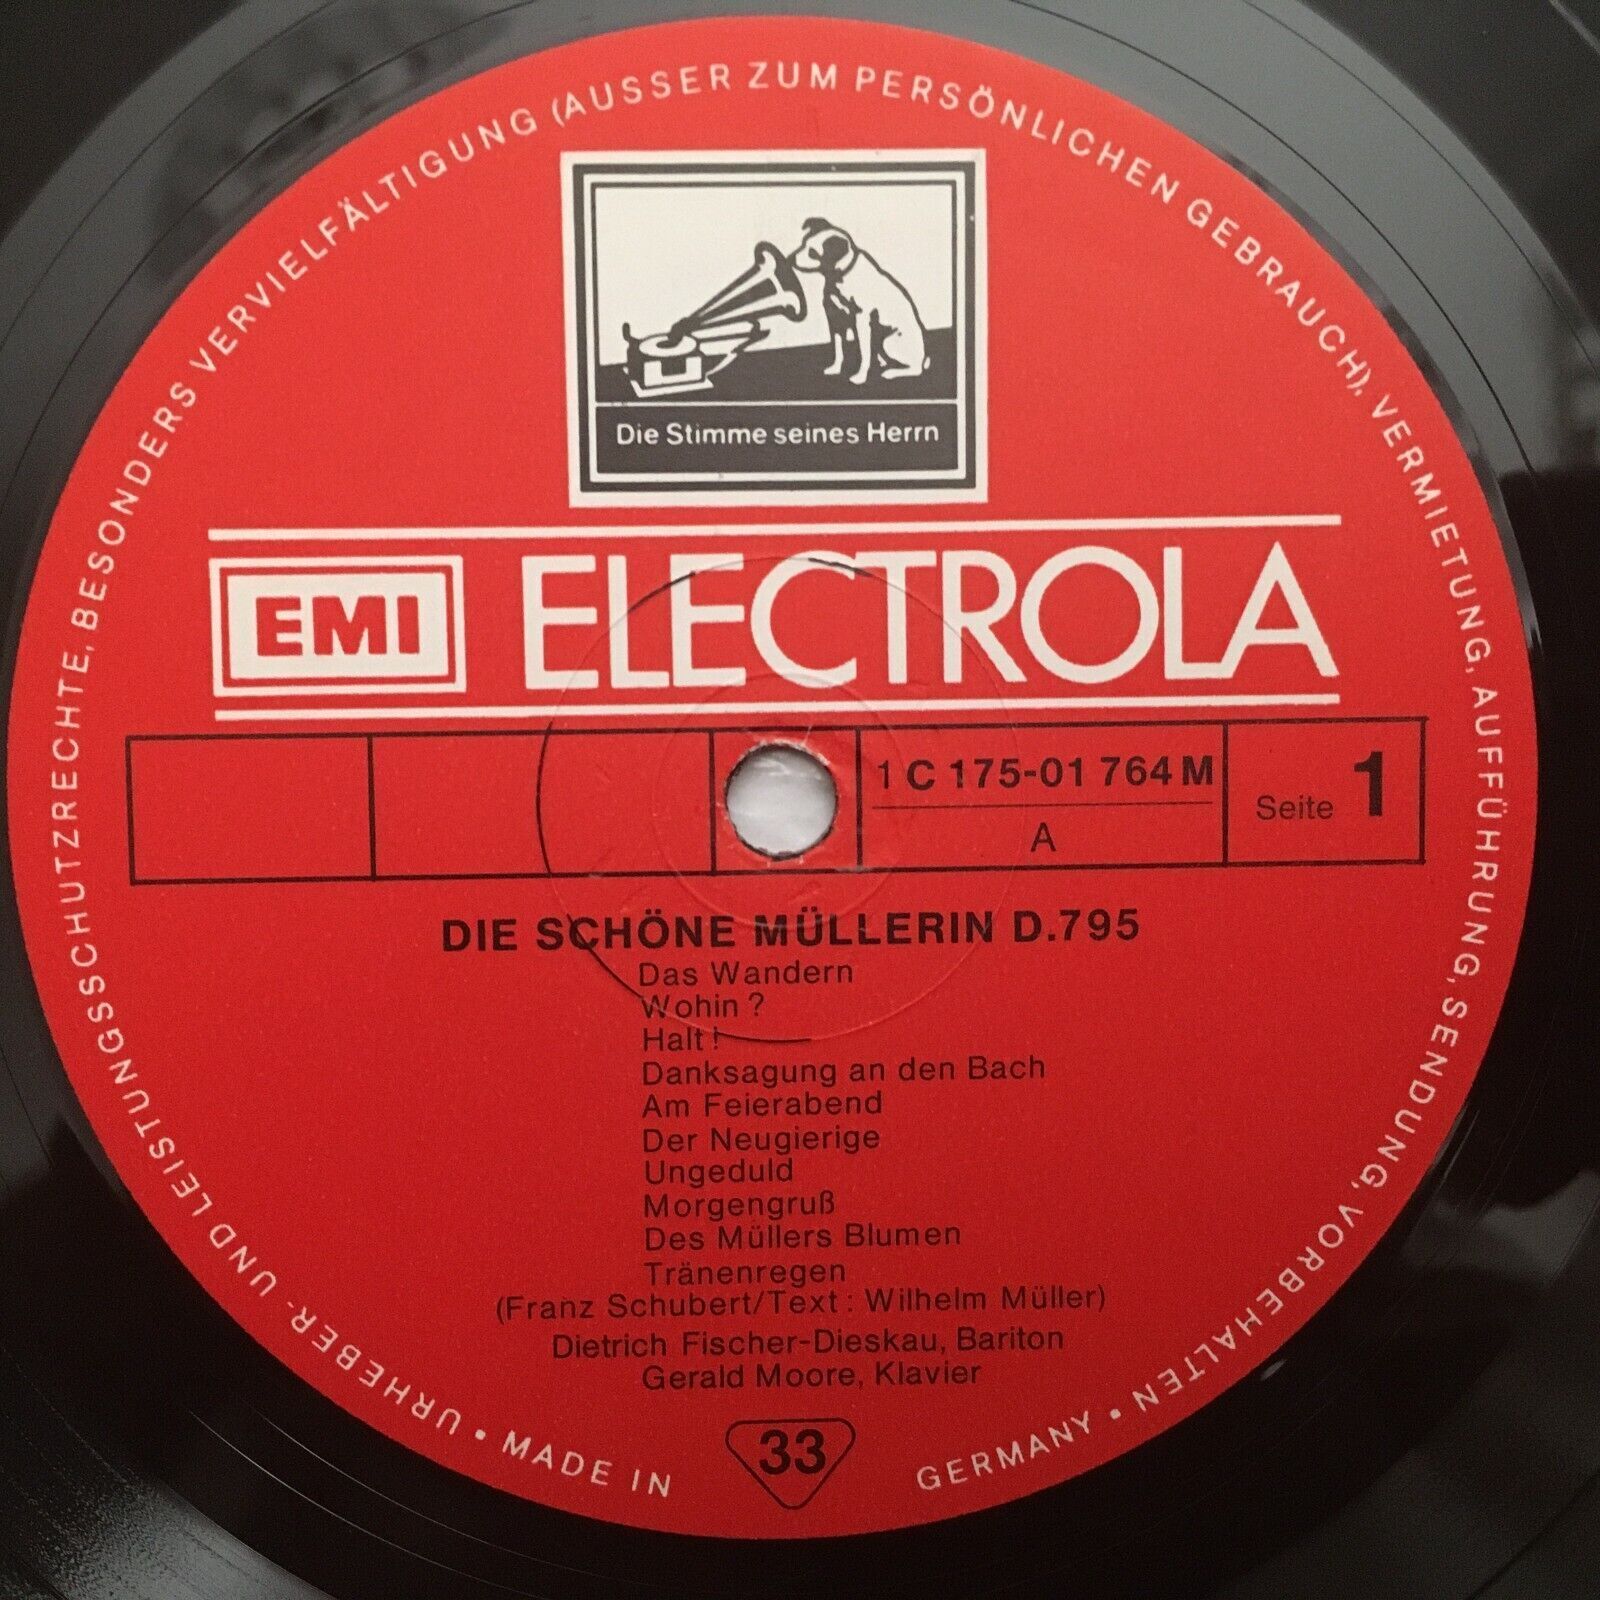 URHEBER- UND LEISTUNGSSCHUTZRECHTE, BESONDERS VERVIELFÄLTIGUNG (AUSSER ZUM PERSÖNLICHEN GEBRAUCH), VERMIETUNG, AUFFÜHRUNG, SENDUNG, VORBEHALTEN •
Die Stimme seines Herrn
EMI ELECTROLA
1 C 175-01 764 M
A
Seite 1
DIE SCHÖNE MÜLLERIN D.795
Das Wandern
Wohin ?
Halt !
Danksagung an den Bach
Am Feierabend
Der Neugierige
Ungeduld
Morgengruß
Des Müllers Blumen
Tränenregen
(Franz Schubert/Text : Wilhelm Müller)
Dietrich Fischer-Dieskau, Bariton
Gerald Moore, Klavier
33
• MADE IN GERMANY